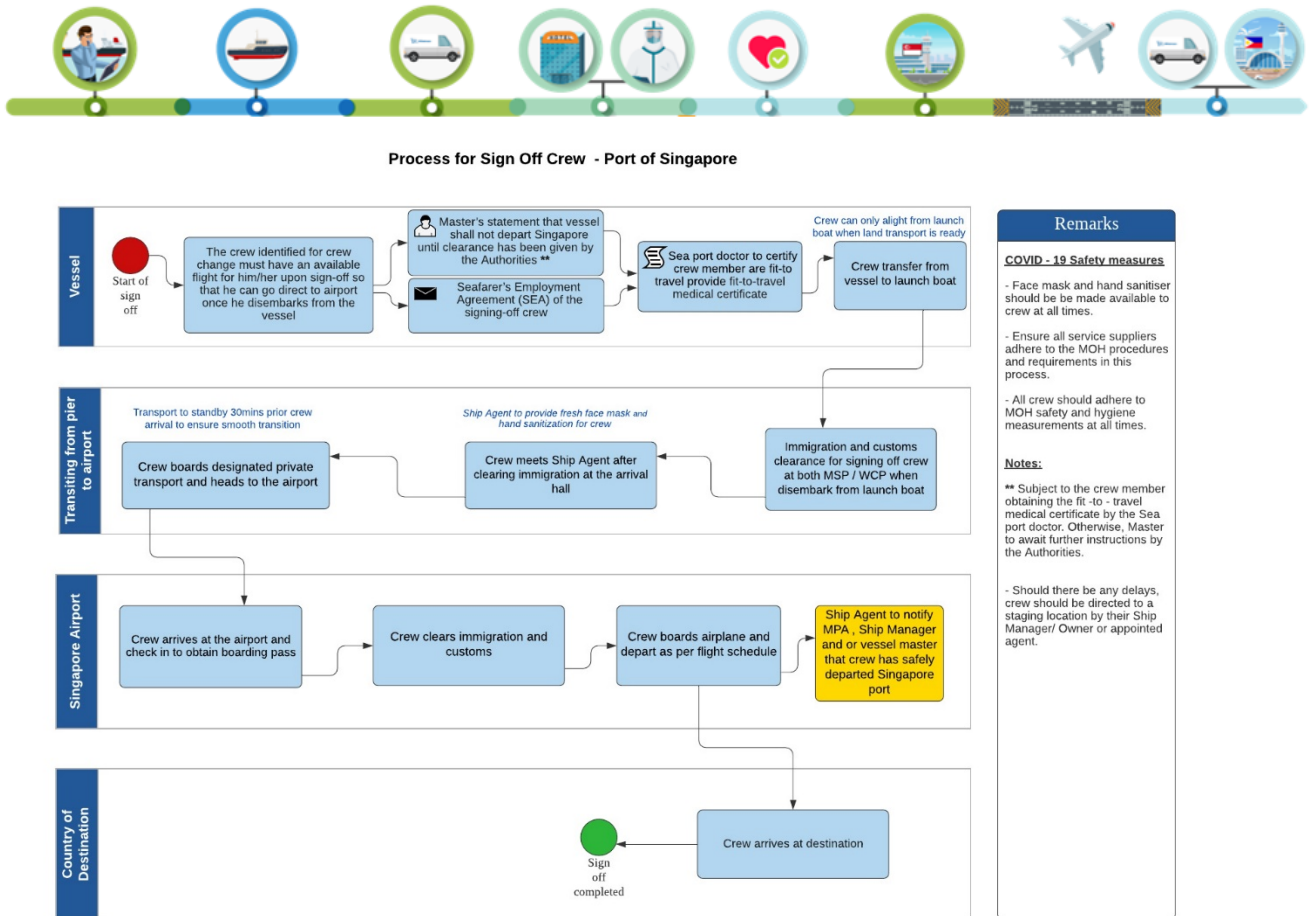 HOTEL
Process for Sign Off Crew - Port of Singapore
Vessel
Start of
sign
off
The crew identified for crew
change must have an available
flight for him/her upon sign-off so
that he can go direct to airport
once he disembarks from the
vessel
Master's statement that vessel
shall not depart Singapore
until clearance has been given by
the Authorities **
Seafarer's Employment
Agreement (SEA) of the
signing-off crew
Sea port doctor to certify
crew member are fit-to
travel provide fit-to-travel
medical certificate
Crew can only alight from launch
boat when land transport is ready
Crew transfer from
vessel to launch boat
Transiting from pier
to airport
Immigration and customs
clearance for signing off crew
at both MSP / WCP when
disembark from launch boat
Ship Agent to provide fresh face mask and
hand sanitization for crew
Crew meets Ship Agent after
clearing immigration at the arrival
hall
Transport to standby 30mins prior crew
arrival to ensure smooth transition
Crew boards designated private
transport and heads to the airport
Singapore Airport
Crew arrives at the airport and
check in to obtain boarding pass
Crew clears immigration and
customs
Crew boards airplane and
depart as per flight schedule
Ship Agent to notify
MPA , Ship Manager
and or vessel master
that crew has safely
departed Singapore
port
Country of
Destination
Crew arrives at destination
Sign
off
completed
Remarks
COVID - 19 Safety measures
- Face mask and hand sanitiser
should be be made available to
crew at all times.
- Ensure all service suppliers
adhere to the MOH procedures
and requirements in this
process.
- All crew should adhere to
MOH safety and hygiene
measurements at all times.
Notes:
** Subject to the crew member
obtaining the fit -to - travel
medical certificate by the Sea
port doctor. Otherwise, Master
to await further instructions by
the Authorities.
- Should there be any delays,
crew should be directed to a
staging location by their Ship
Manager/ Owner or appointed
agent.